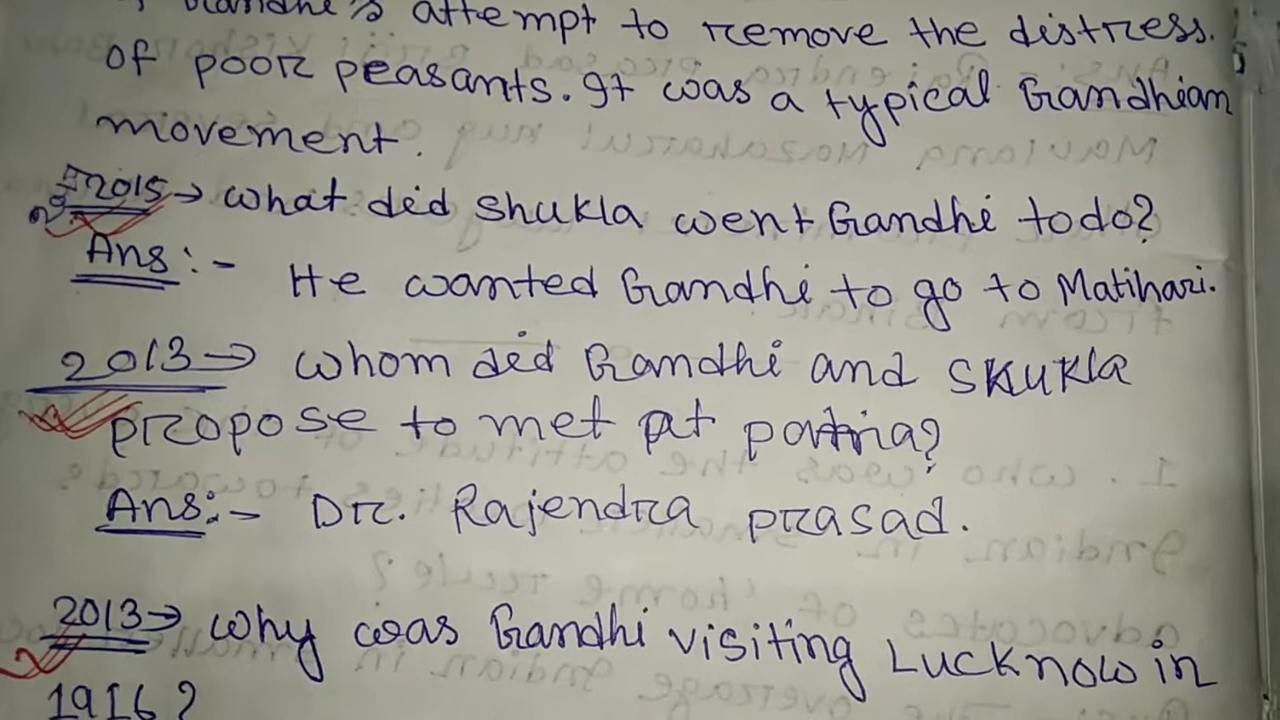 Gandhi's attempt to remove the distress.
of poor peasants. It was a typical Gandhian
movement.
2015→ what did Shukla went Gandhi to do?
Ans:- He wanted Gandhi to go to Matihari.
2013→ whom did Gandhi and Skukla
propose to met at patna?
Ans:- Dr. Rajendra prasad.
2013→ why was Gandhi visiting Lucknow in
1916?